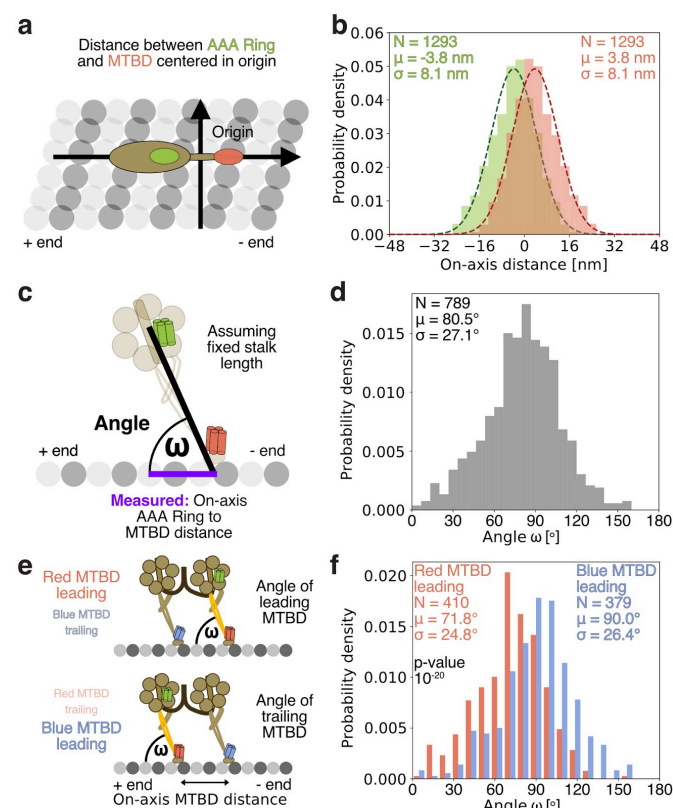 a
Distance between AAA Ring
and MTBD centered in origin
Origin
+ end
- end
b
N = 1293
μ = -3.8 nm
σ = 8.1 nm
N = 1293
μ = 3.8 nm
σ = 8.1 nm
Probability density
0.06
0.05
0.04
0.03
0.02
0.01
0.00
−48 −32 −16 0 16 32 48
On-axis distance [nm]
c
Assuming
fixed stalk
length
Angle
ω
+ end
- end
Measured: On-axis
AAA Ring to
MTBD distance
d
N = 789
μ = 80.5°
σ = 27.1°
Probability density
0.015
0.010
0.005
0.000
0 30 60 90 120 150 180
Angle ω [°]
e
Red MTBD
leading
Blue MTBD
trailing
ω
Angle of
leading
MTBD
Red MTBD
trailing
Blue MTBD
leading
ω
Angle of
trailing
MTBD
+ end
- end
On-axis MTBD distance
f
Red MTBD
leading
N = 410
μ = 71.8°
σ = 24.8°
p-value
10⁻²⁰
Blue MTBD
leading
N = 379
μ = 90.0°
σ = 26.4°
Probability density
0.020
0.015
0.010
0.005
0.000
0 30 60 90 120 150 180
Angle ω [°]